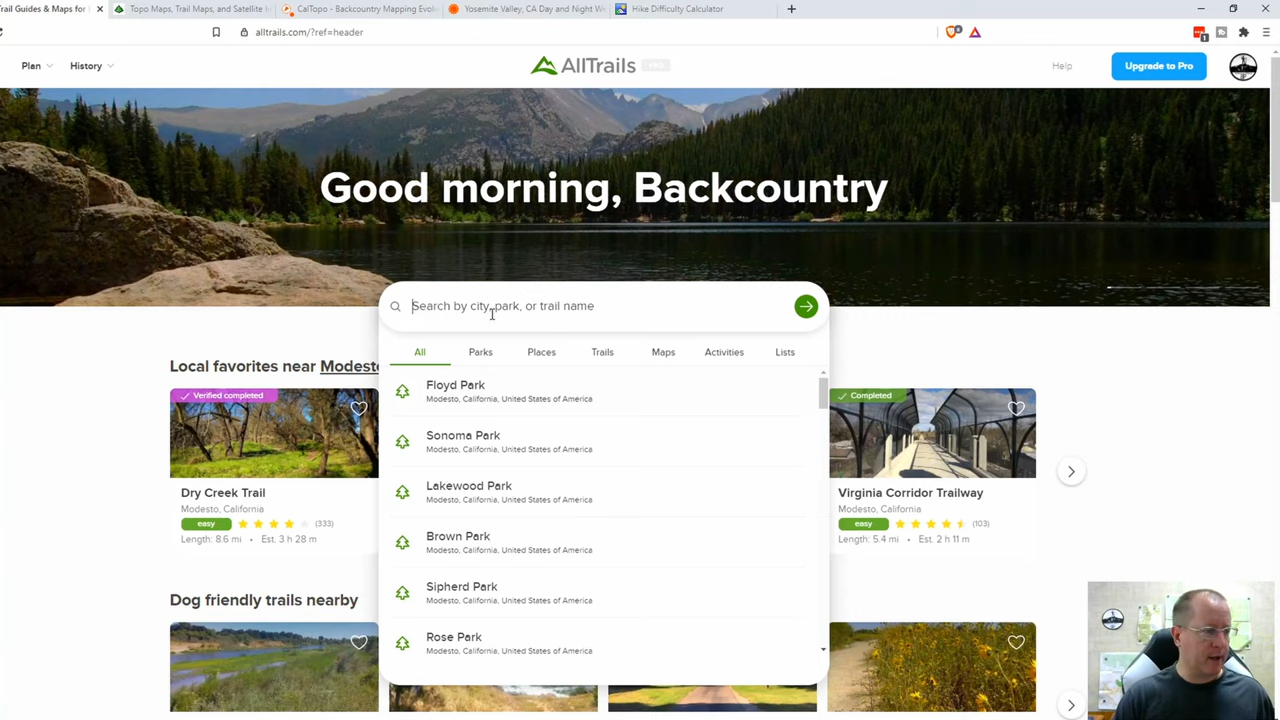 Trail Guides & Maps for
Topo Maps, Trail Maps, and Satellite
CalTopo - Backcountry Mapping Evol
Yosemite Valley, CA Day and Night W
Hike Difficulty Calculator
alltrails.com/?ref=header
Plan
History
AllTrails PRO
Help
Upgrade to Pro
Good morning, Backcountry
Search by city, park, or trail name
All
Parks
Places
Trails
Maps
Activities
Lists
Floyd Park
Modesto, California, United States of America
Sonoma Park
Modesto, California, United States of America
Lakewood Park
Modesto, California, United States of America
Brown Park
Modesto, California, United States of America
Sipherd Park
Modesto, California, United States of America
Rose Park
Modesto, California, United States of America
Local favorites near Modesto
Verified completed
Dry Creek Trail
Modesto, California
easy (333)
Length: 8.6 mi • Est. 3 h 28 m
Completed
Virginia Corridor Trailway
Modesto, California
easy (103)
Length: 5.4 mi • Est. 2 h 11 m
Dog friendly trails nearby